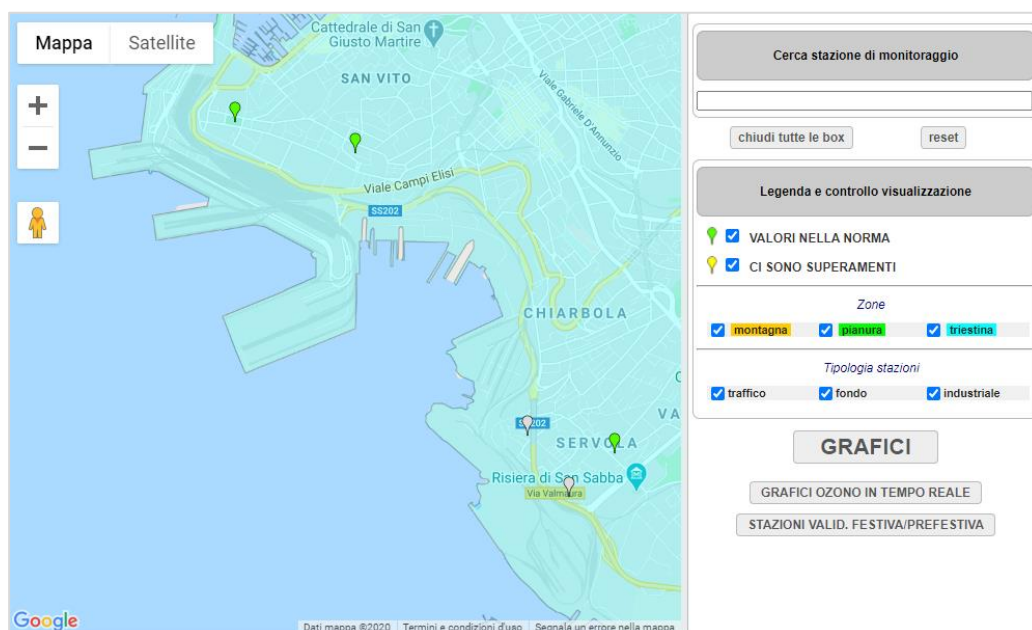 Mappa
Satellite
Cattedrale di San
Giusto Martire
SAN VITO
Viale Gabriele D'Annunzio
Viale Campi Elisi
SS202
CHIARBOLA
VA
SERVOLA
Risiera di San Sabba
Via Valmaura
Google
Dati mappa ©2020
Termini e condizioni d'uso
Segnala un errore nella mappa
Cerca stazione di monitoraggio
chiudi tutte le box
reset
Legenda e controllo visualizzazione
VALORI NELLA NORMA
CI SONO SUPERAMENTI
Zone
montagna
pianura
triestina
Tipologia stazioni
traffico
fondo
industriale
GRAFICI
GRAFICI OZONO IN TEMPO REALE
STAZIONI VALID. FESTIVA/PREFESTIVA